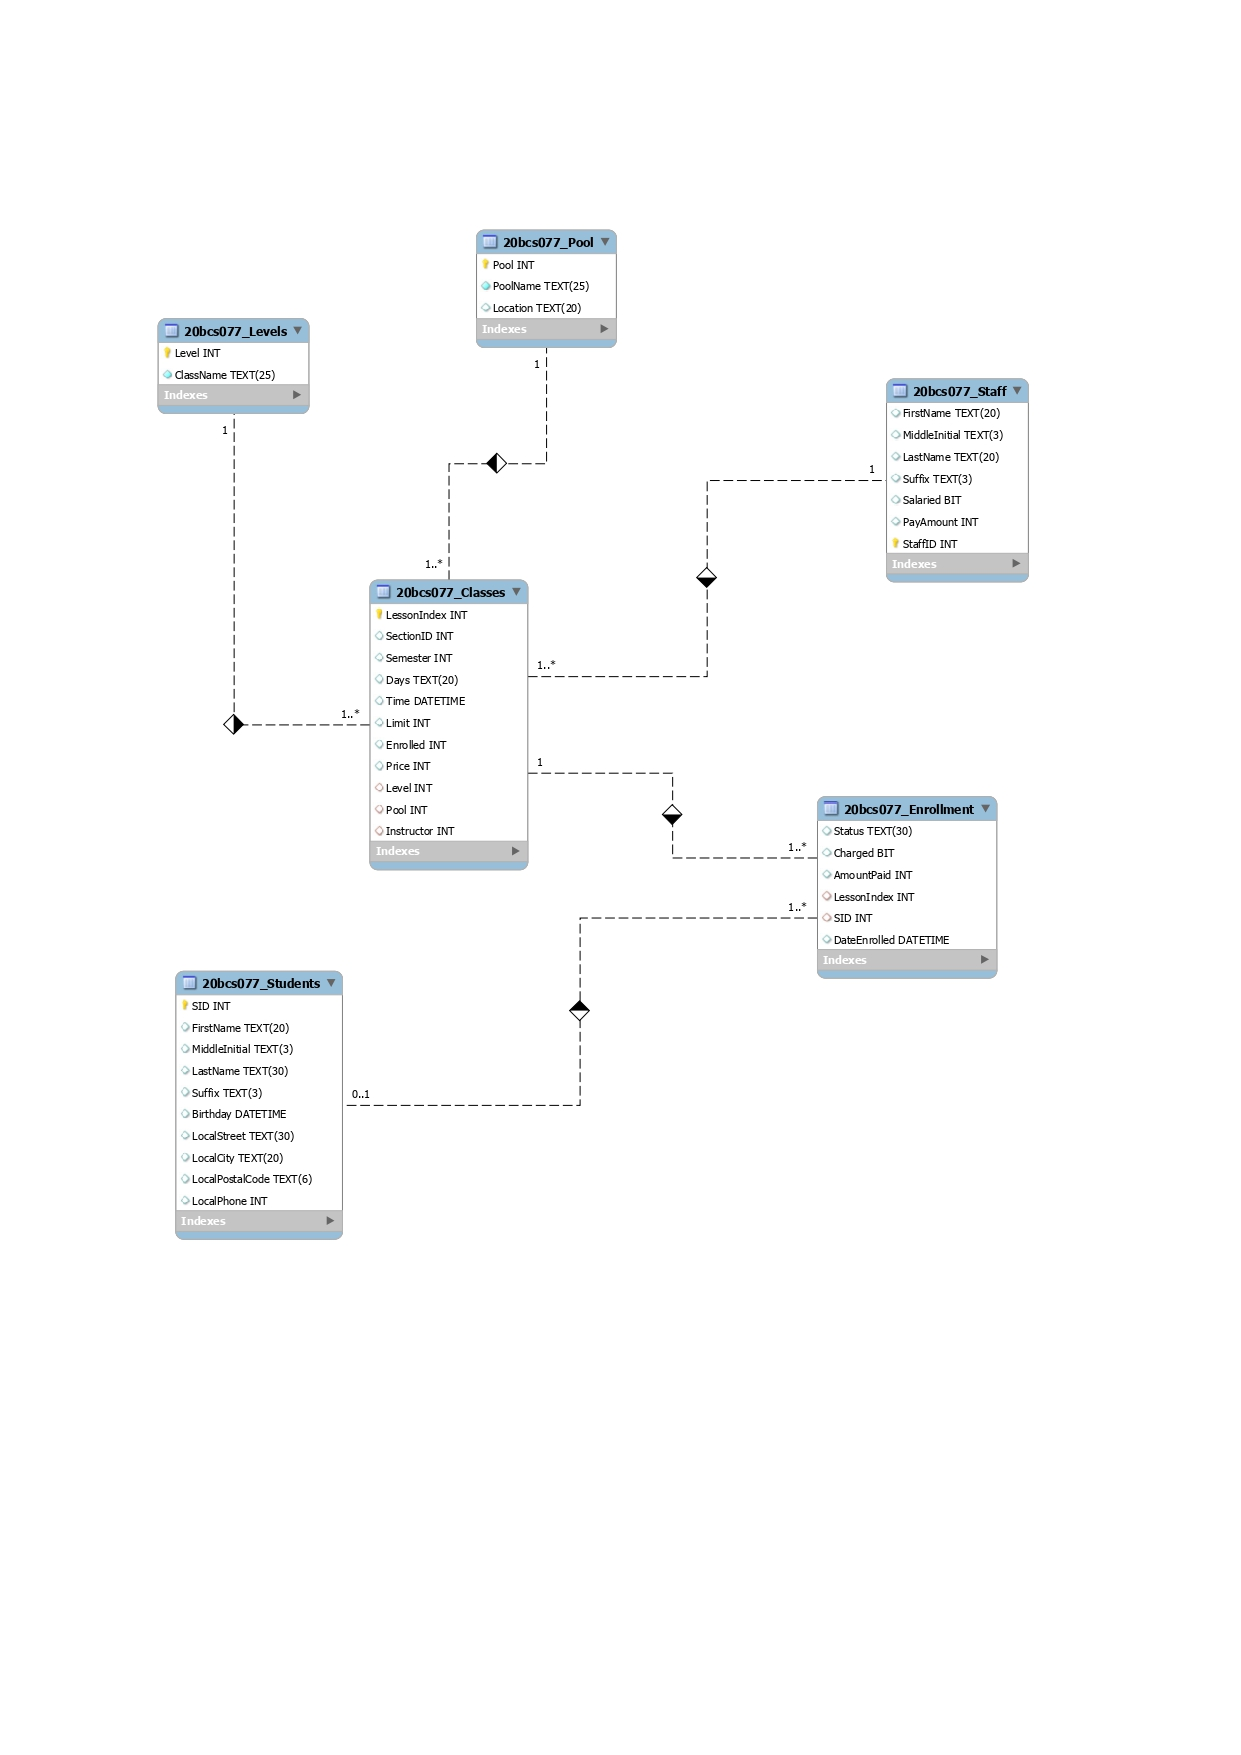 20bcs077_Pool
Pool INT
PoolName TEXT(25)
Location TEXT(20)
Indexes
1
20bcs077_Levels
Level INT
ClassName TEXT(25)
Indexes
1
20bcs077_Staff
FirstName TEXT(20)
MiddleInitial TEXT(3)
LastName TEXT(20)
Suffix TEXT(3)
Salaried BIT
PayAmount INT
StaffID INT
Indexes
1
1..*
20bcs077_Classes
LessonIndex INT
SectionID INT
Semester INT
Days TEXT(20)
Time DATETIME
Limit INT
Enrolled INT
Price INT
Level INT
Pool INT
Instructor INT
Indexes
1..*
1..*
1
20bcs077_Enrollment
Status TEXT(30)
Charged BIT
AmountPaid INT
LessonIndex INT
SID INT
DateEnrolled DATETIME
Indexes
1..*
1..*
20bcs077_Students
SID INT
FirstName TEXT(20)
MiddleInitial TEXT(3)
LastName TEXT(30)
Suffix TEXT(3)
Birthday DATETIME
LocalStreet TEXT(30)
LocalCity TEXT(20)
LocalPostalCode TEXT(6)
LocalPhone INT
Indexes
0..1